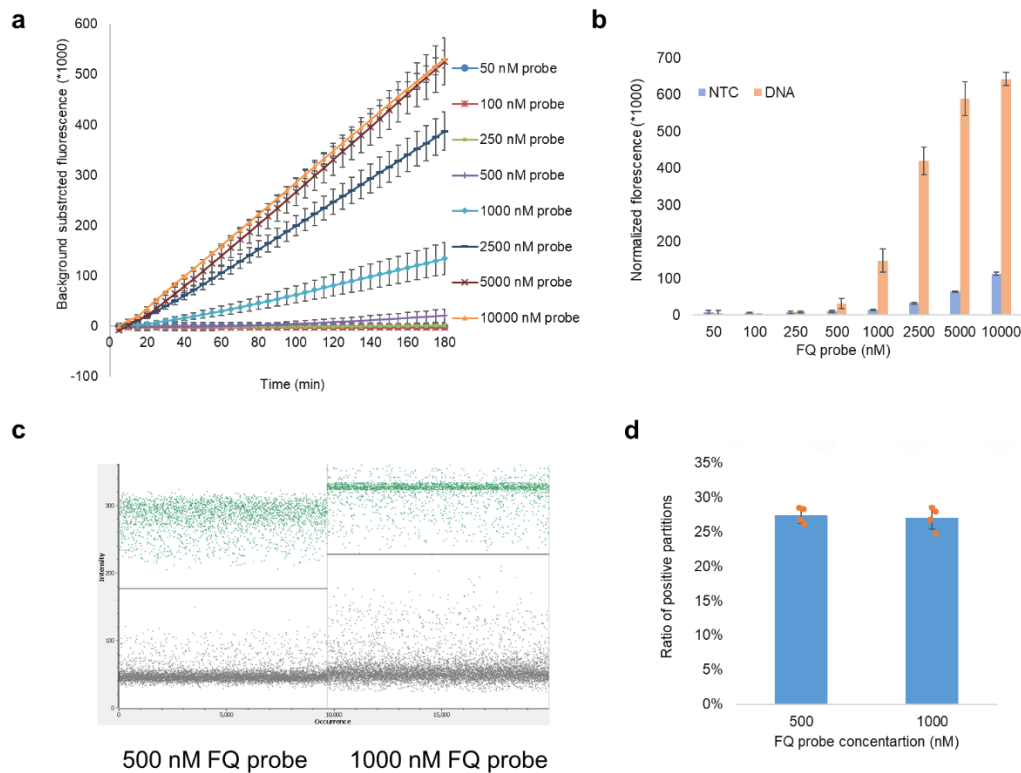 a
Background substrcted fluorescence (*1000)
600
500
400
300
200
100
0
-100
0 20 40 60 80 100 120 140 160 180
Time (min)
50 nM probe
100 nM probe
250 nM probe
500 nM probe
1000 nM probe
2500 nM probe
5000 nM probe
10000 nM probe
b
Normalized florescence (*1000)
700
600
500
400
300
200
100
0
NTC DNA
50 100 250 500 1000 2500 5000 10000
FQ probe (nM)
c
Intensity
300
200
100
0
0 5,000 10,000 15,000
Occurrence
500 nM FQ probe 1000 nM FQ probe
d
Ratio of positive partitions
35%
30%
25%
20%
15%
10%
5%
0%
500 1000
FQ probe concentartion (nM)